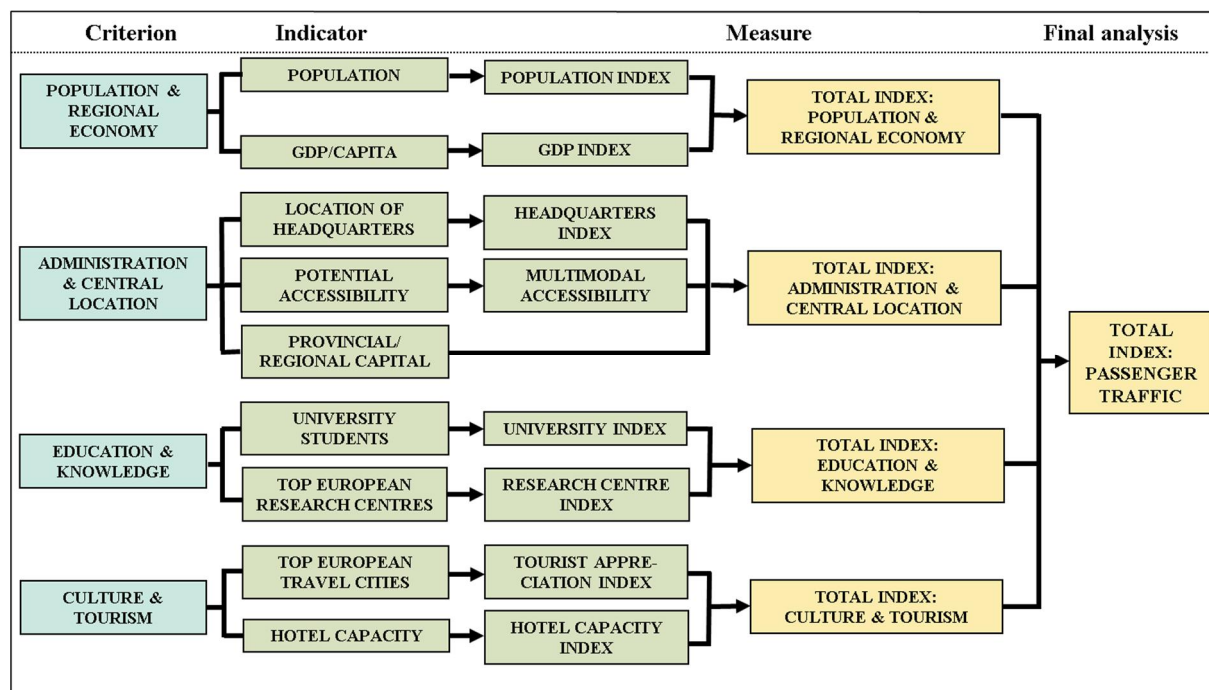 Criterion
Indicator
Measure
Final analysis
POPULATION &
REGIONAL
ECONOMY
POPULATION
POPULATION INDEX
GDP/CAPITA
GDP INDEX
TOTAL INDEX:
POPULATION &
REGIONAL ECONOMY
ADMINISTRATION
& CENTRAL
LOCATION
LOCATION OF
HEADQUARTERS
HEADQUARTERS
INDEX
POTENTIAL
ACCESSIBILITY
MULTIMODAL
ACCESSIBILITY
PROVINCIAL/
REGIONAL CAPITAL
TOTAL INDEX:
ADMINISTRATION &
CENTRAL LOCATION
EDUCATION &
KNOWLEDGE
UNIVERSITY
STUDENTS
UNIVERSITY INDEX
TOP EUROPEAN
RESEARCH CENTRES
RESEARCH CENTRE
INDEX
TOTAL INDEX:
EDUCATION &
KNOWLEDGE
CULTURE &
TOURISM
TOP EUROPEAN
TRAVEL CITIES
TOURIST APPRE-
CIATION INDEX
HOTEL CAPACITY
HOTEL CAPACITY
INDEX
TOTAL INDEX:
CULTURE & TOURISM
TOTAL
INDEX:
PASSENGER
TRAFFIC